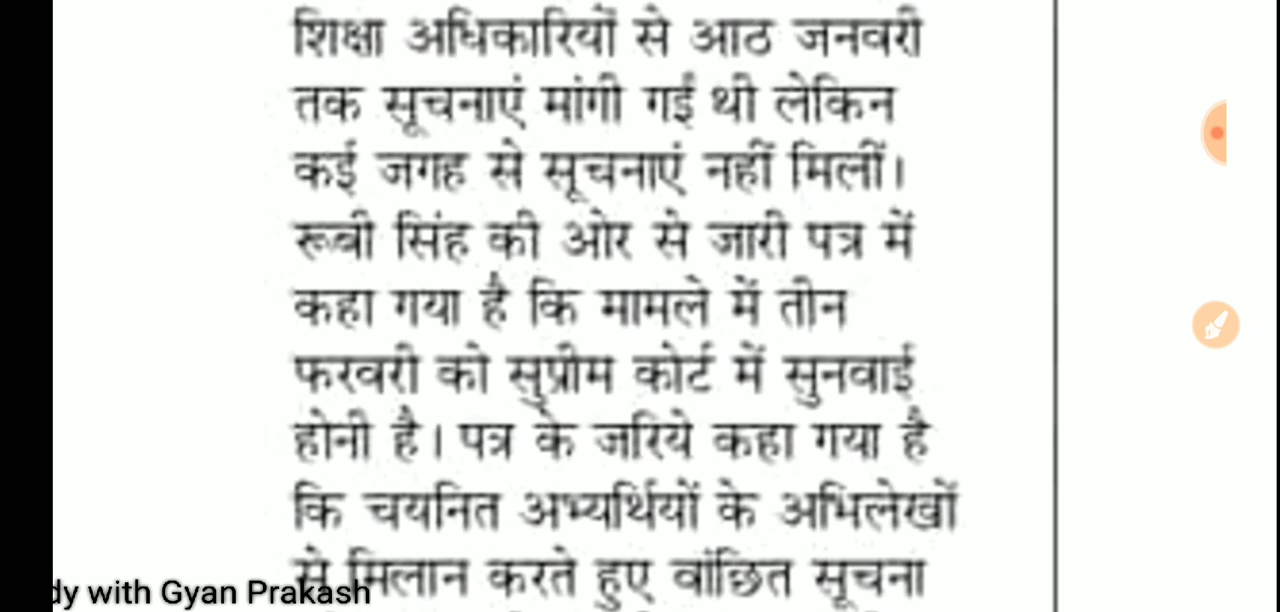 शिक्षा अधिकारियों से आठ जनवरी
तक सूचनाएं मांगी गईं थी लेकिन
कई जगह से सूचनाएं नहीं मिलीं।
रूबी सिंह की ओर से जारी पत्र में
कहा गया है कि मामले में तीन
फरवरी को सुप्रीम कोर्ट में सुनवाई
होनी है। पत्र के जरिये कहा गया है
कि चयनित अभ्यर्थियों के अभिलेखों
से मिलान करते हुए वांछित सूचना
dy with Gyan Prakash